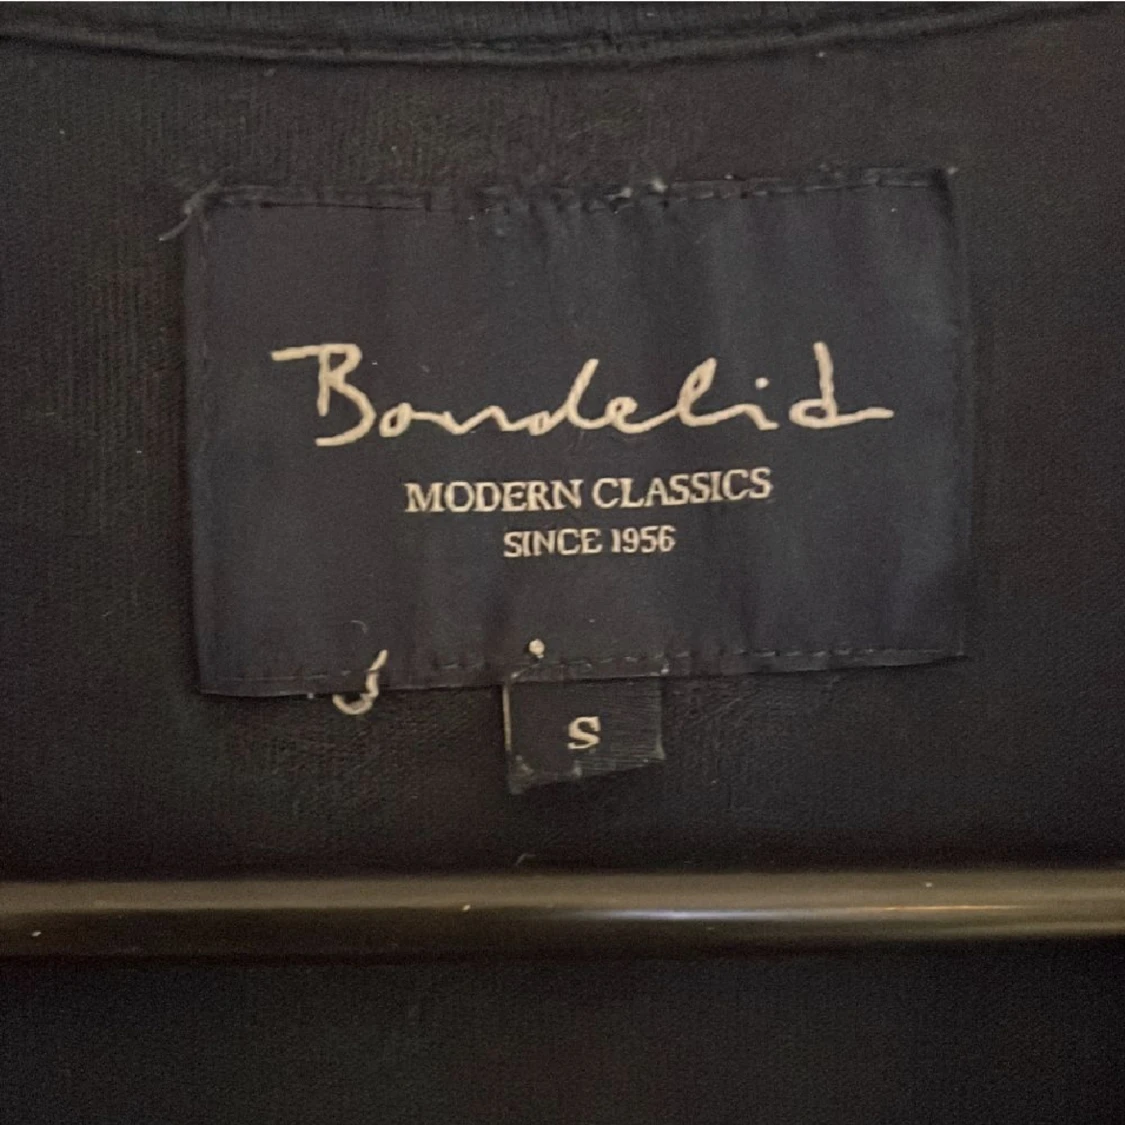 Bondelid
MODERN CLASSICS
SINCE 1956
S